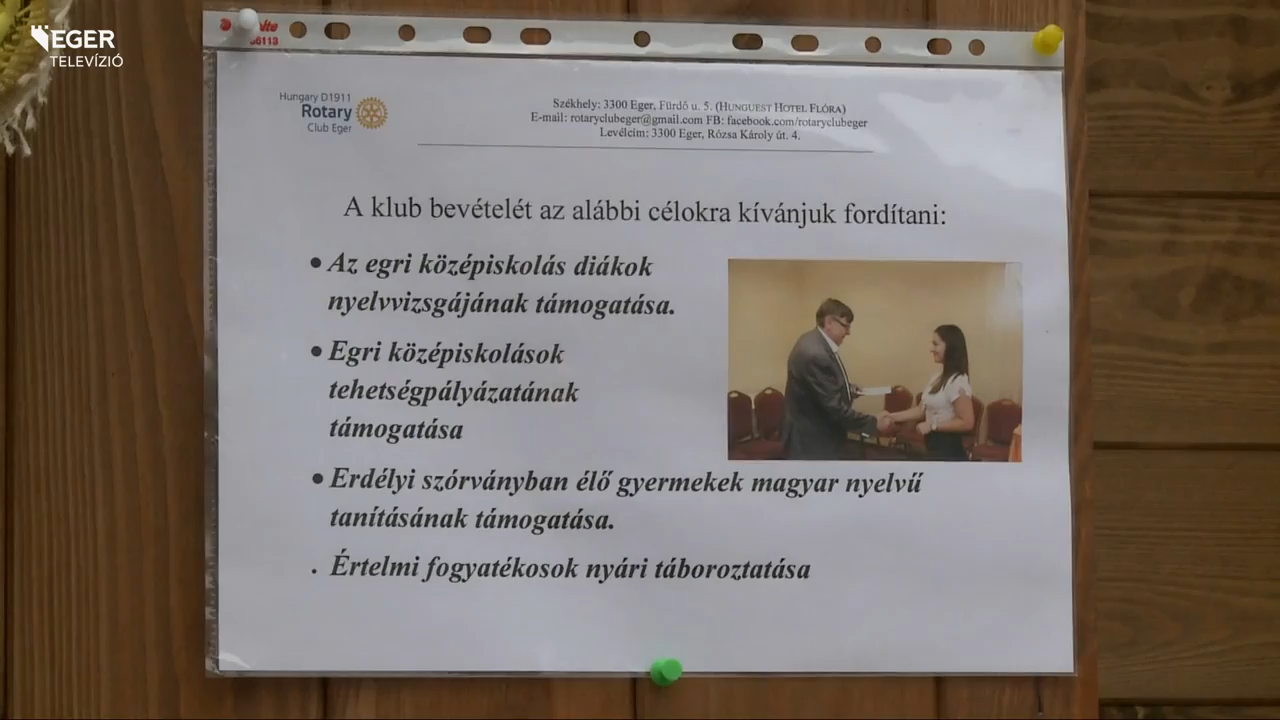 EGER
TELEVÍZIÓ
Hungary D1911
Rotary
Club Eger
Székhely: 3300 Eger, Fürdő u. 5. (HUNGUEST HOTEL FLÓRA)
E-mail: rotaryclubeger@gmail.com FB: facebook.com/rotaryclubeger
Levélcím: 3300 Eger, Rózsa Károly út. 4.
A klub bevételét az alábbi célokra kívánjuk fordítani:
• Az egri középiskolás diákok
nyelvvizsgájának támogatása.
• Egri középiskolások
tehetségpályázatának
támogatása
• Erdélyi szórványban élő gyermekek magyar nyelvű
tanításának támogatása.
. Értelmi fogyatékosok nyári táboroztatása